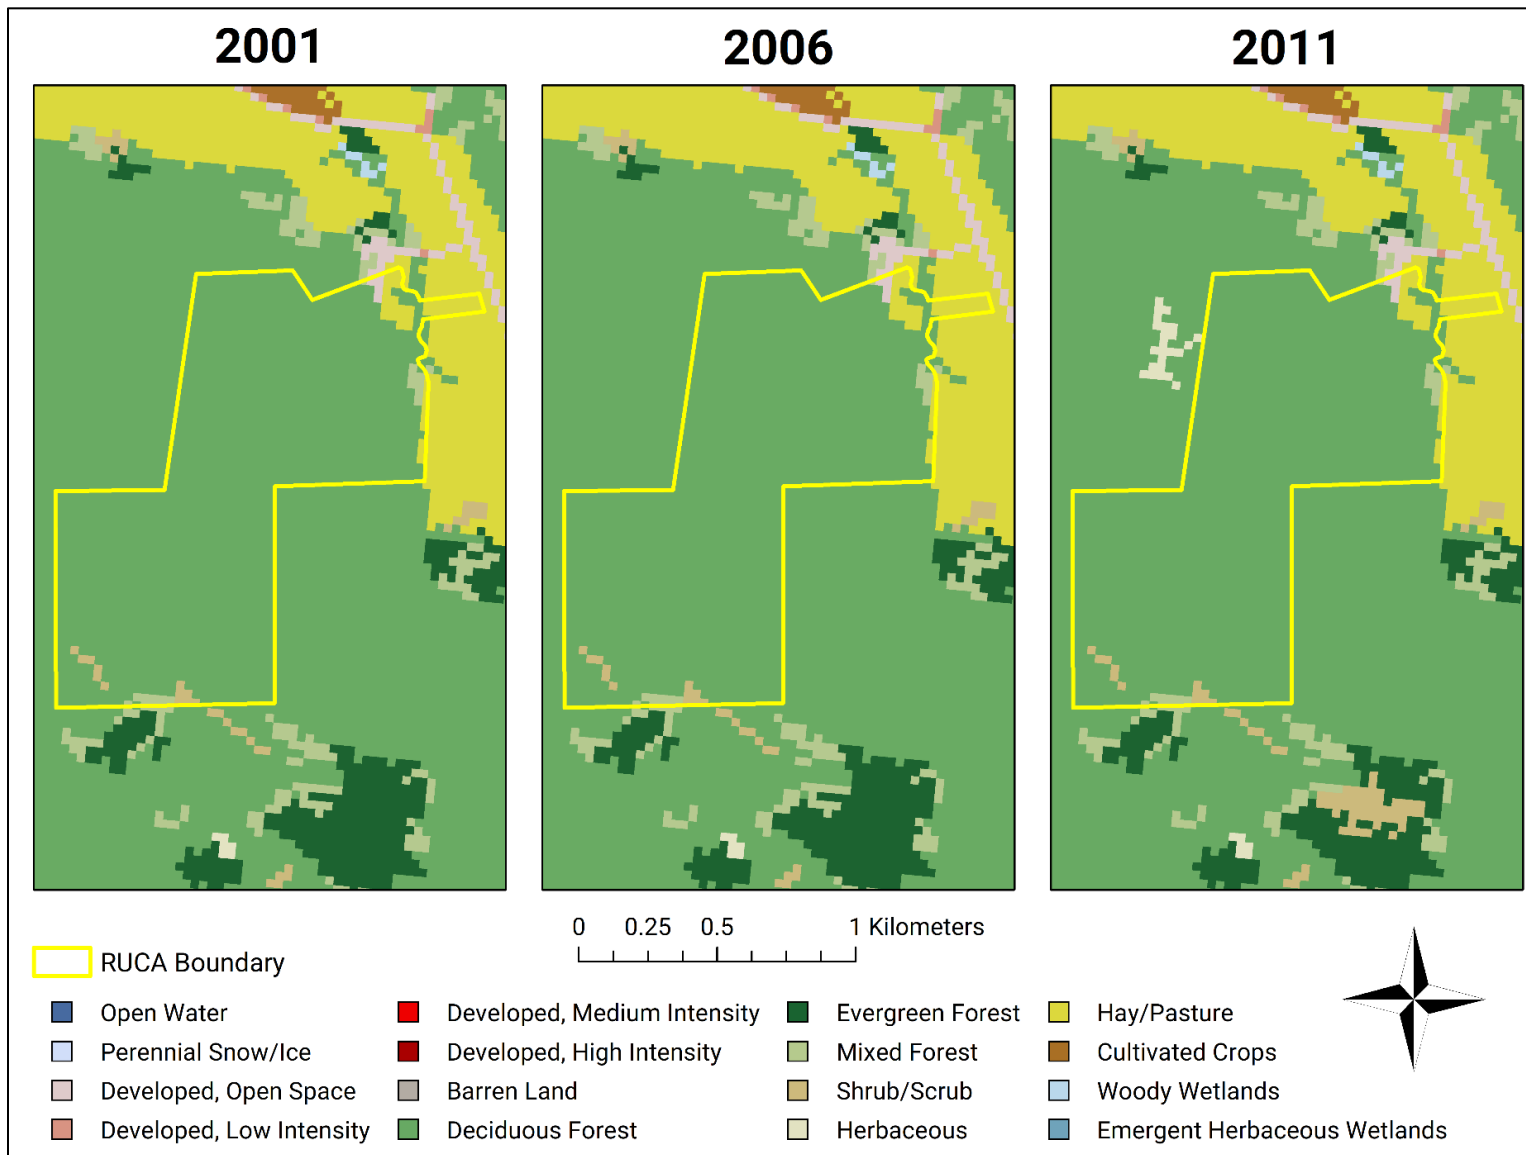 2001 2006 2011
0 0.25 0.5 1 Kilometers
RUCA Boundary
Open Water
Perennial Snow/Ice
Developed, Open Space
Developed, Low Intensity
Developed, Medium Intensity
Developed, High Intensity
Barren Land
Deciduous Forest
Evergreen Forest
Mixed Forest
Shrub/Scrub
Herbaceous
Hay/Pasture
Cultivated Crops
Woody Wetlands
Emergent Herbaceous Wetlands